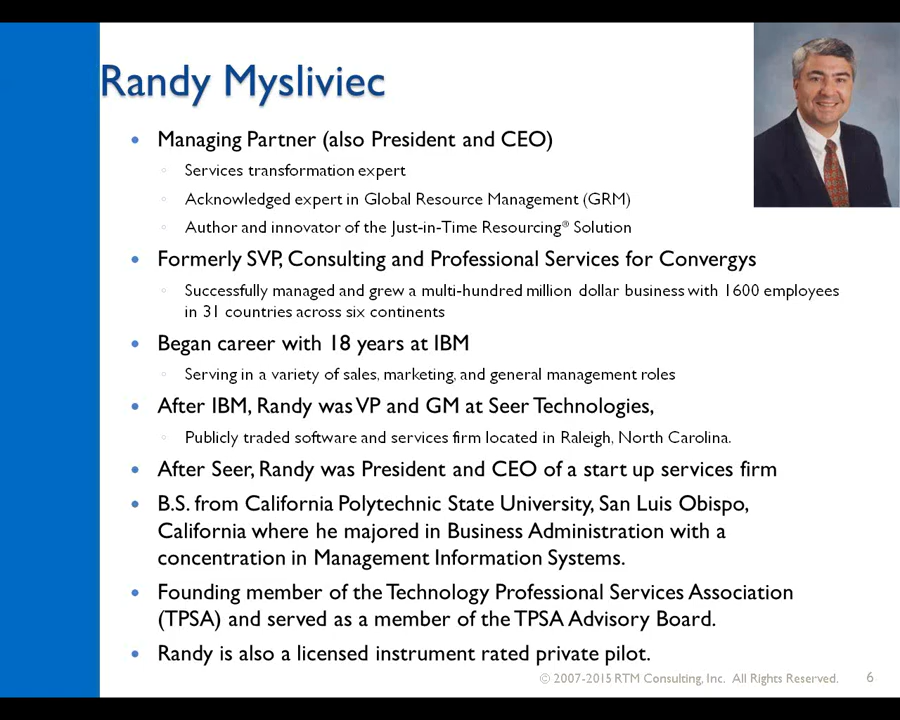 Randy Mysliviec
• Managing Partner (also President and CEO)
◦ Services transformation expert
◦ Acknowledged expert in Global Resource Management (GRM)
◦ Author and innovator of the Just-in-Time Resourcing® Solution
• Formerly SVP, Consulting and Professional Services for Convergys
◦ Successfully managed and grew a multi-hundred million dollar business with 1600 employees
in 31 countries across six continents
• Began career with 18 years at IBM
◦ Serving in a variety of sales, marketing, and general management roles
• After IBM, Randy was VP and GM at Seer Technologies,
◦ Publicly traded software and services firm located in Raleigh, North Carolina.
• After Seer, Randy was President and CEO of a start up services firm
• B.S. from California Polytechnic State University, San Luis Obispo,
California where he majored in Business Administration with a
concentration in Management Information Systems.
• Founding member of the Technology Professional Services Association
(TPSA) and served as a member of the TPSA Advisory Board.
• Randy is also a licensed instrument rated private pilot.
© 2007-2015 RTM Consulting, Inc. All Rights Reserved. 6